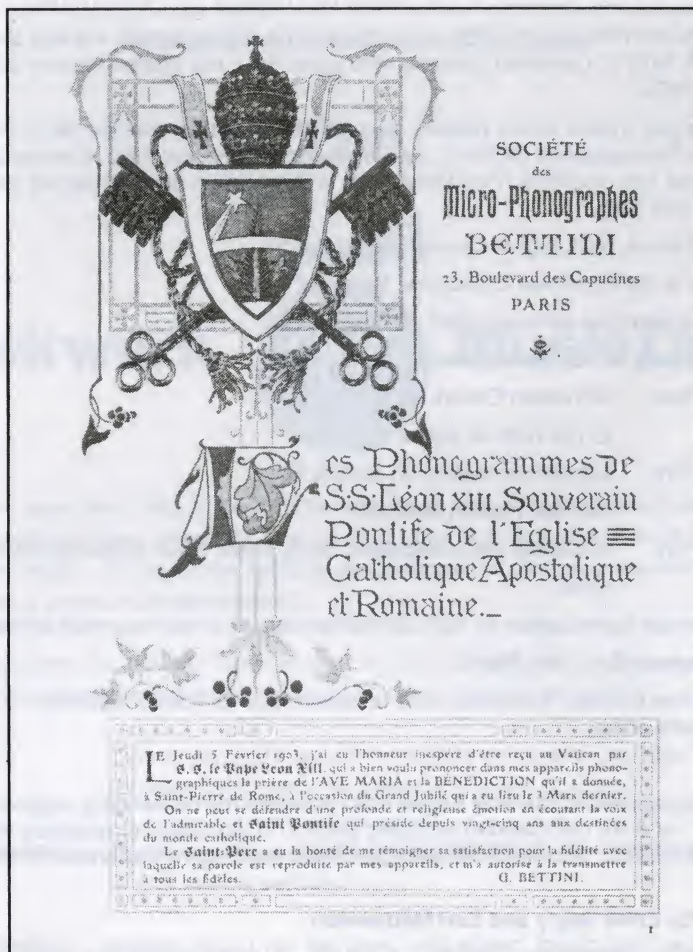 SOCIÉTÉ
des
Micro-Phonographes
BETTINI
23, Boulevard des Capucines
PARIS
Les Phonogrammes de
S.S. Léon XIII. Souverain
Pontife de l'Eglise
Catholique Apostolique
et Romaine.
LE Jeudi 5 Février 1903, j'ai eu l'honneur inespéré d'être reçu au Vatican par
S. S. le Pape Léon XIII. qui a bien voulu prononcer dans mes appareils phono-
graphiques la prière de l'AVE MARIA et la BÉNÉDICTION qu'il a donnée,
à Saint-Pierre de Rome, à l'occasion du Grand Jubilé qui a eu lieu le 3 Mars dernier.
On ne peut se défendre d'une profonde et religieuse émotion en écoutant la voix
de l'admirable et Saint Pontife qui préside depuis vingt-cinq ans aux destinées
du monde catholique.
Le Saint-Père a eu la bonté de me témoigner sa satisfaction pour la fidélité avec
laquelle sa parole est reproduite par mes appareils, et m'a autorisé à la transmettre
à tous les fidèles. G. BETTINI.
1